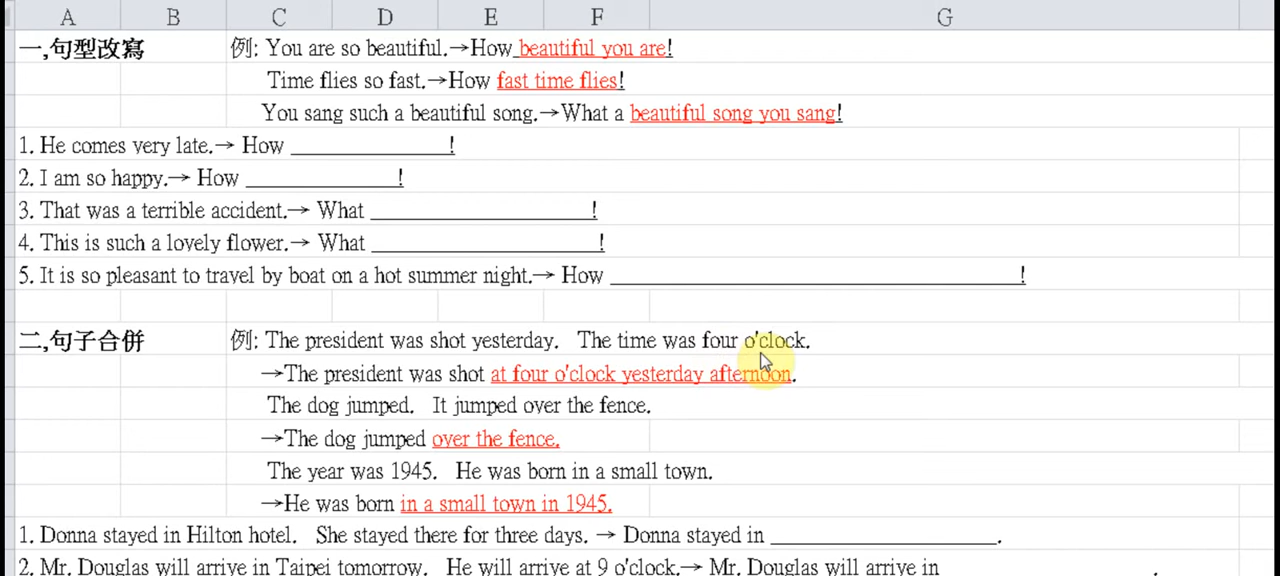 A B C D E F G
一,句型改寫 例: You are so beautiful.→How beautiful you are!
Time flies so fast.→How fast time flies!
You sang such a beautiful song.→What a beautiful song you sang!
1. He comes very late.→ How _______________!
2. I am so happy.→ How _______________!
3. That was a terrible accident.→ What _______________!
4. This is such a lovely flower.→ What _______________!
5. It is so pleasant to travel by boat on a hot summer night.→ How _______________!
二,句子合併 例: The president was shot yesterday. The time was four o'clock.
→The president was shot at four o'clock yesterday afternoon.
The dog jumped. It jumped over the fence.
→The dog jumped over the fence.
The year was 1945. He was born in a small town.
→He was born in a small town in 1945.
1. Donna stayed in Hilton hotel. She stayed there for three days. → Donna stayed in _______________.
2. Mr. Douglas will arrive in Taipei tomorrow. He will arrive at 9 o'clock.→ Mr. Douglas will arrive in _______________.